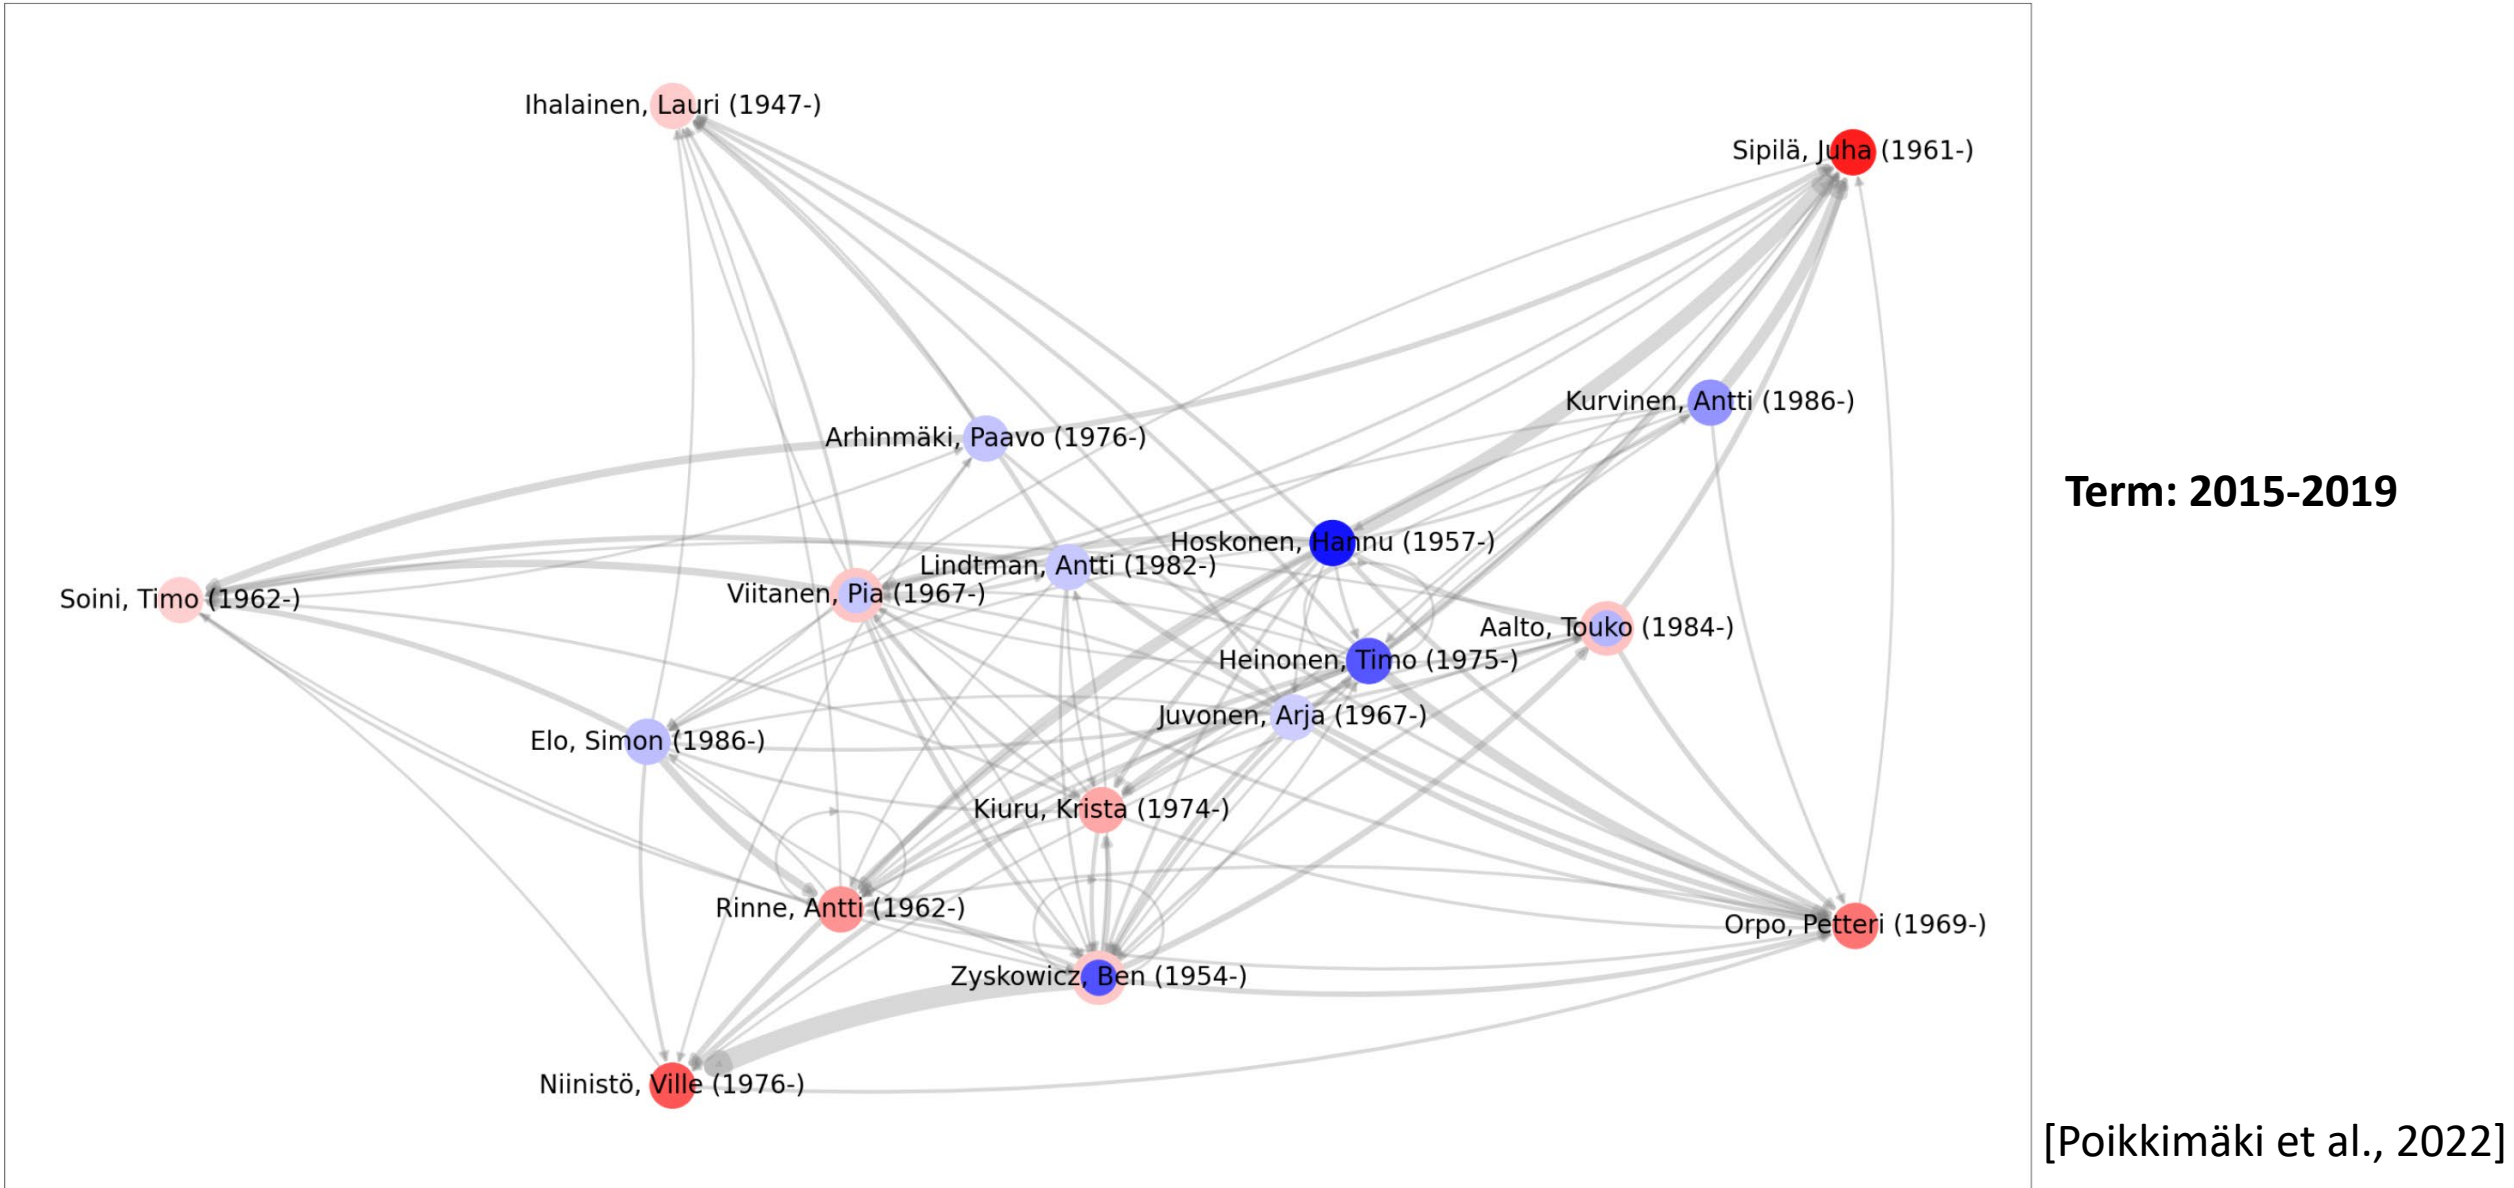 Ihalainen, Lauri (1947-)
Sipilä, Juha (1961-)
Kurvinen, Antti (1986-)
Arhinmäki, Paavo (1976-)
Term: 2015-2019
Hoskonen, Hannu (1957-)
Lindtman, Antti (1982-)
Viitanen, Pia (1967-)
Soini, Timo (1962-)
Aalto, Touko (1984-)
Heinonen, Timo (1975-)
Juvonen, Arja (1967-)
Elo, Simon (1986-)
Kiuru, Krista (1974-)
Rinne, Antti (1962-)
Orpo, Petteri (1969-)
Zyskowicz, Ben (1954-)
Niinistö, Ville (1976-)
[Poikkimäki et al., 2022]